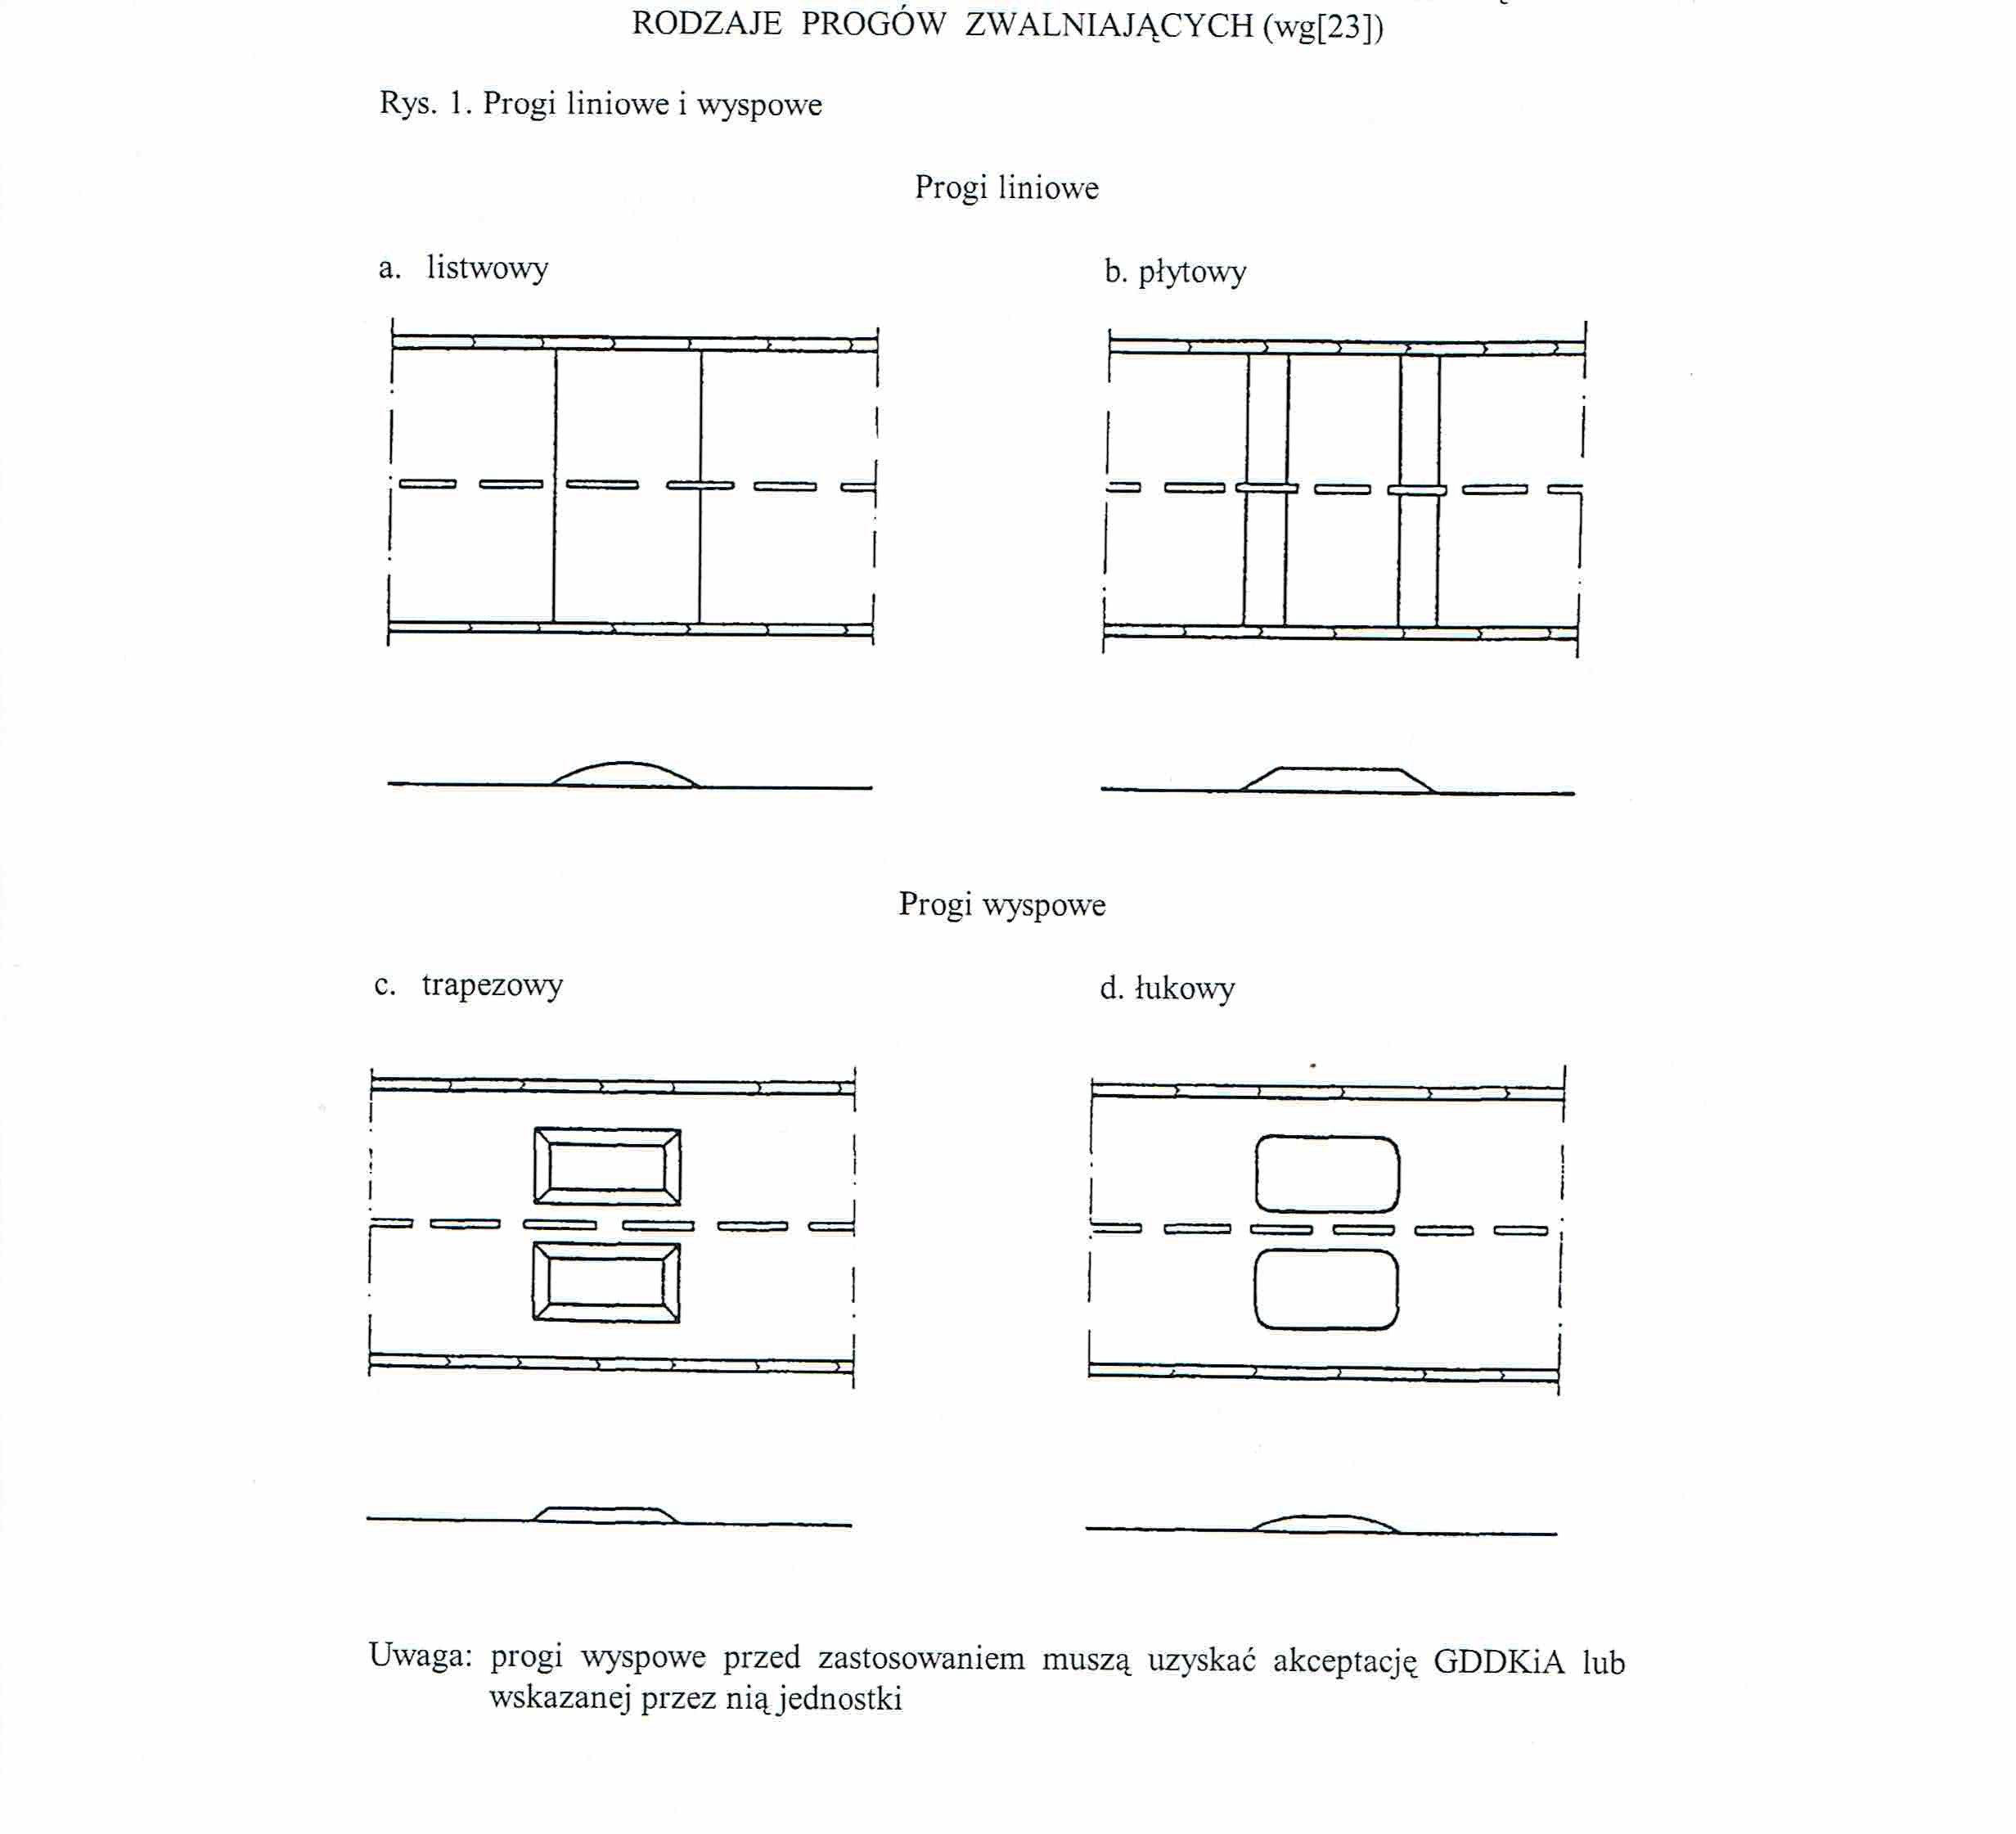 RODZAJE PROGÓW ZWALNIAJĄCYCH (wg[23])
Rys. 1. Progi liniowe i wyspowe
Progi liniowe
a. listwowy
b. płytowy
Progi wyspowe
c. trapezowy
d. łukowy
Uwaga: progi wyspowe przed zastosowaniem muszą uzyskać akceptację GDDKiA lub
wskazanej przez nią jednostki